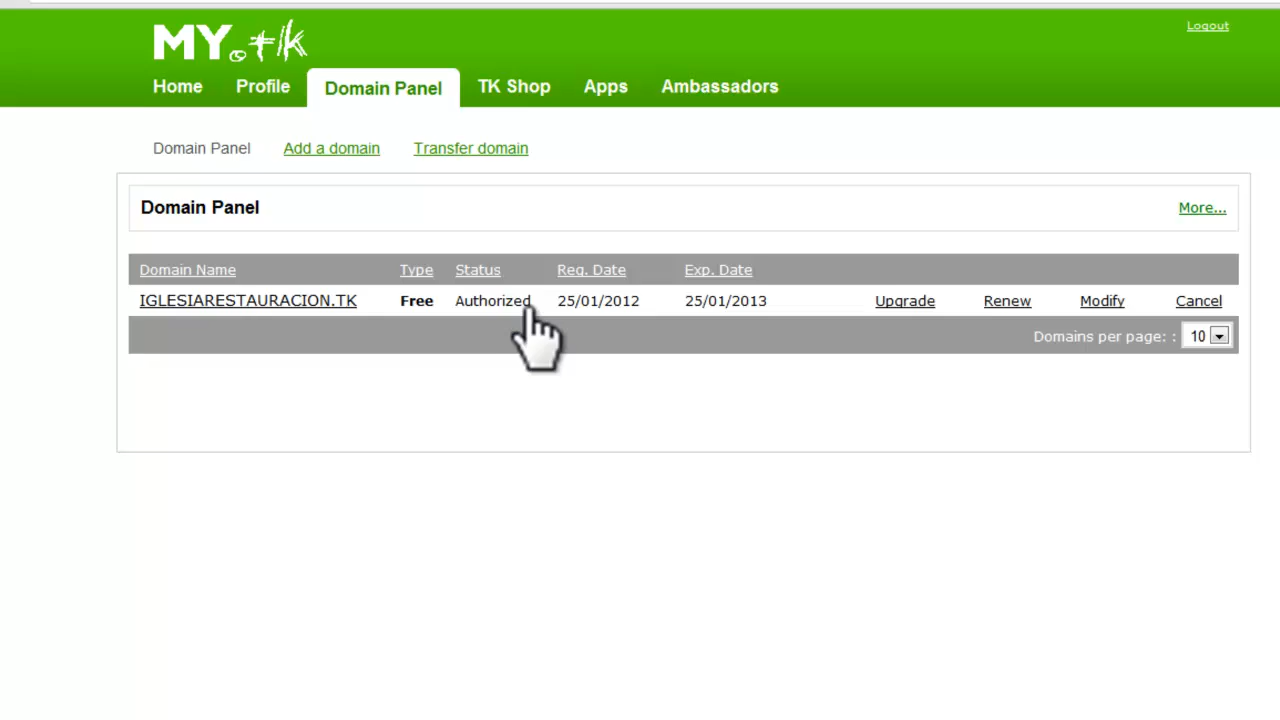 MY.tk
Logout
Home Profile Domain Panel TK Shop Apps Ambassadors
Domain Panel Add a domain Transfer domain
Domain Panel More...
Domain Name Type Status Reg. Date Exp. Date
IGLESIARESTAURACION.TK Free Authorized 25/01/2012 25/01/2013 Upgrade Renew Modify Cancel
Domains per page: : 10